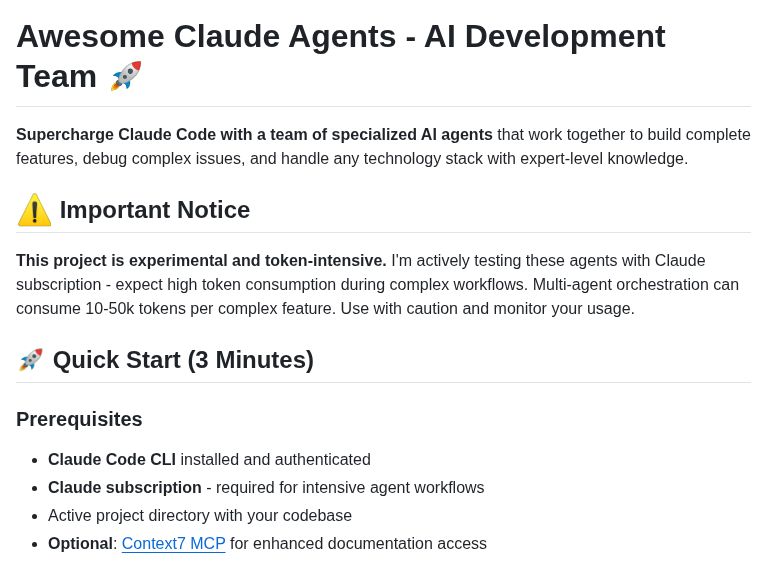 Awesome Claude Agents - AI Development
Team 🚀
Supercharge Claude Code with a team of specialized AI agents that work together to build complete
features, debug complex issues, and handle any technology stack with expert-level knowledge.
⚠️ Important Notice
This project is experimental and token-intensive. I'm actively testing these agents with Claude
subscription - expect high token consumption during complex workflows. Multi-agent orchestration can
consume 10-50k tokens per complex feature. Use with caution and monitor your usage.
🚀 Quick Start (3 Minutes)
Prerequisites
• Claude Code CLI installed and authenticated
• Claude subscription - required for intensive agent workflows
• Active project directory with your codebase
• Optional: Context7 MCP for enhanced documentation access